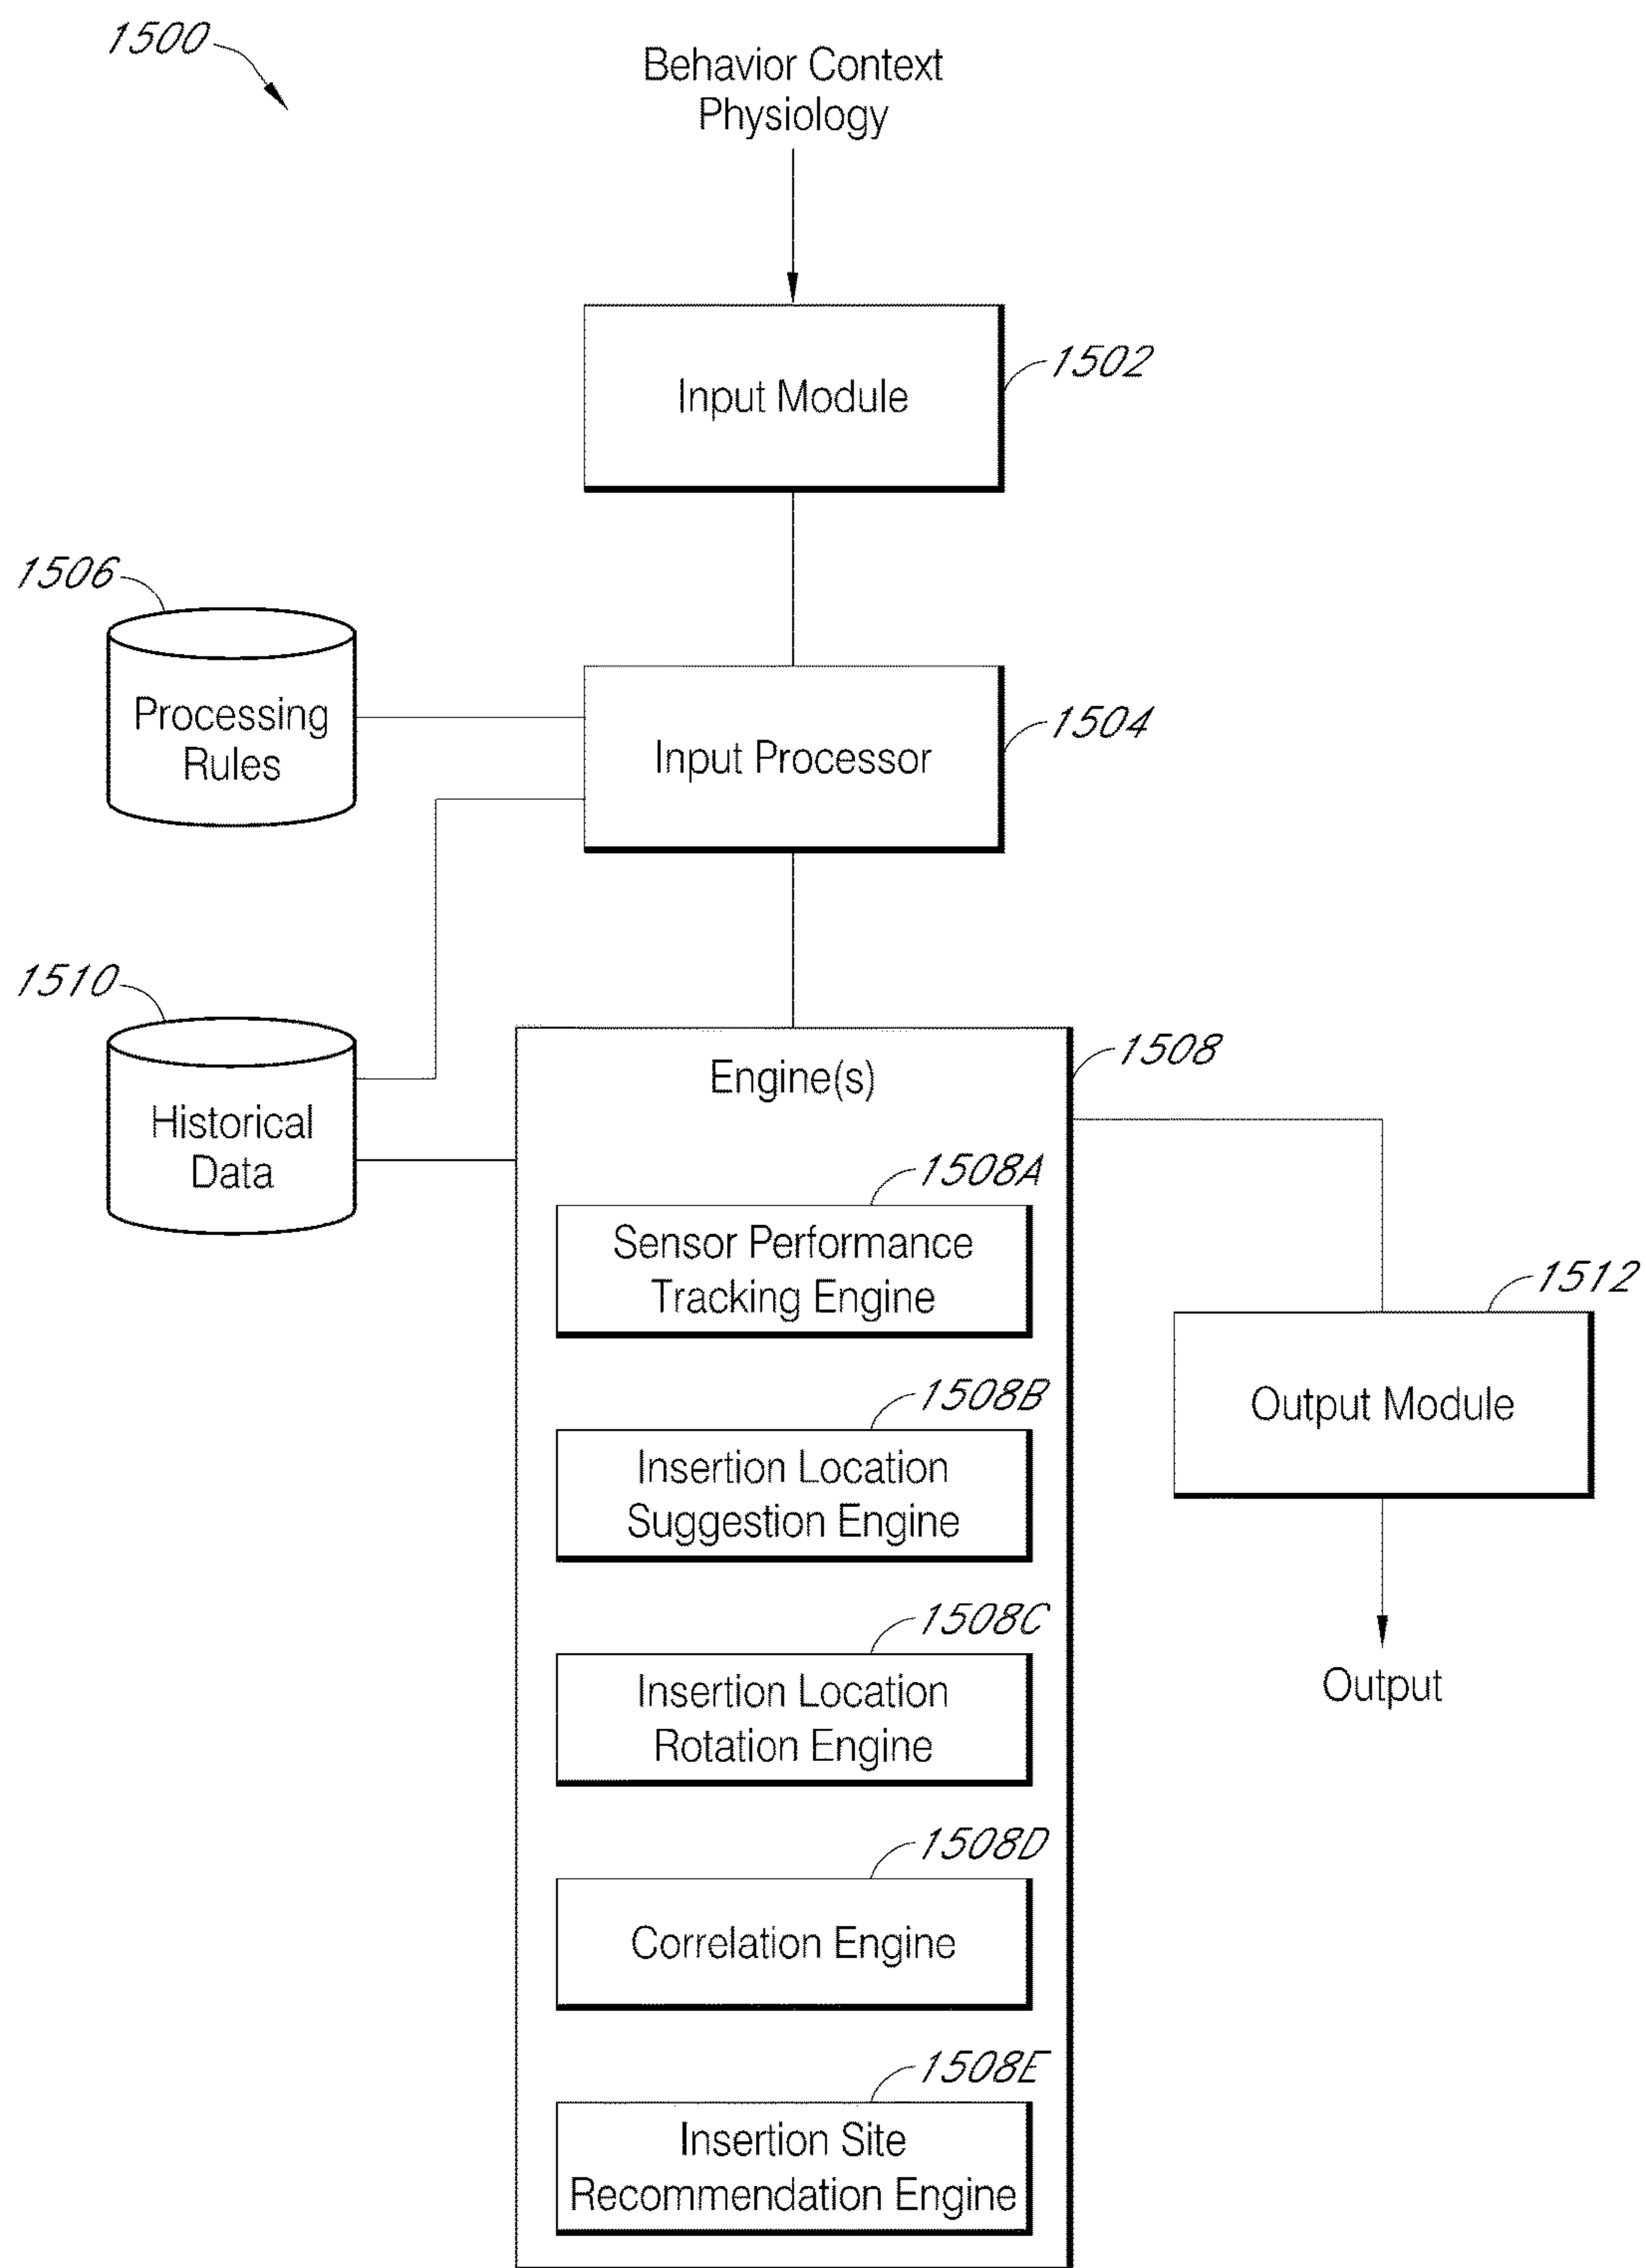 1500
Behavior Context
Physiology
1502
Input Module
1506
Processing
Rules
1504
Input Processor
1510
Historical
Data
1508
Engine(s)
1508A
Sensor Performance
Tracking Engine
1512
Output Module
1508B
Insertion Location
Suggestion Engine
1508C
Insertion Location
Rotation Engine
Output
1508D
Correlation Engine
1508E
Insertion Site
Recommendation Engine